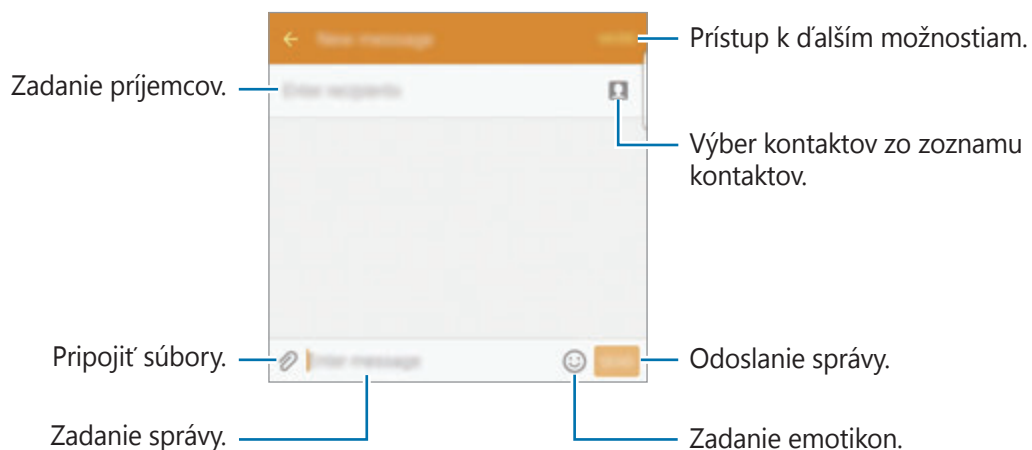 Prístup k ďalším možnostiam.
Zadanie príjemcov.
Výber kontaktov zo zoznamu
kontaktov.
Pripojiť súbory.
Odoslanie správy.
Zadanie správy.
Zadanie emotikon.